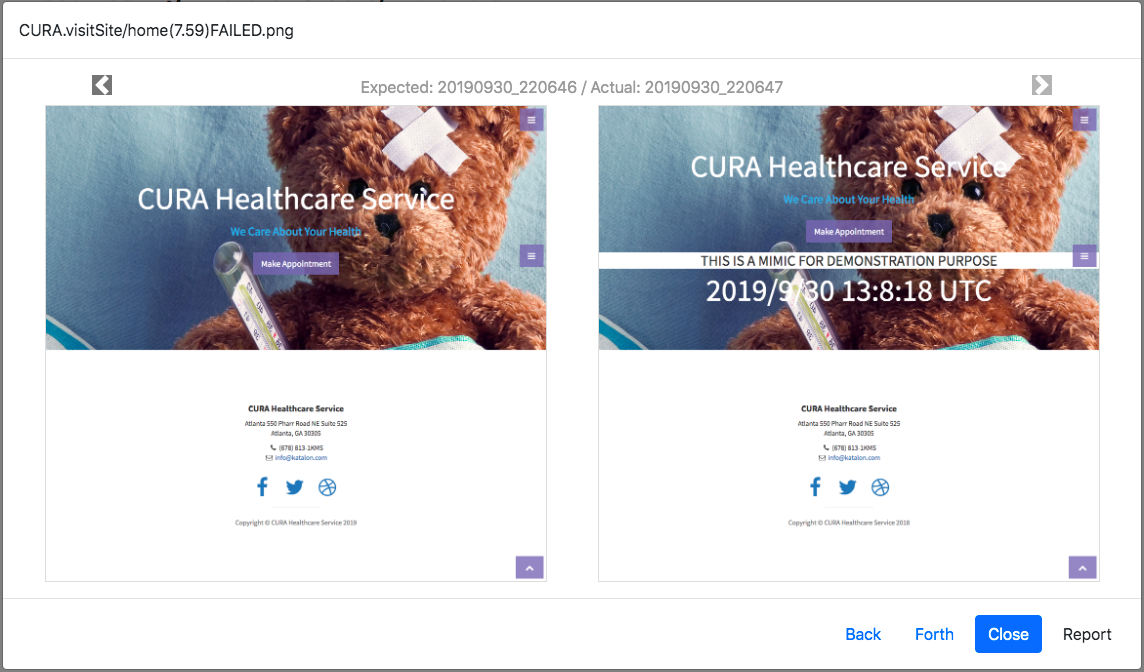 CURA.visitSite/home(7.59)FAILED.png
Expected: 20190930_220646 / Actual: 20190930_220647
CURA Healthcare Service
We Care About Your Health
Make Appointment
CURA Healthcare Service
Atlanta 550 Pharr Road NE Suite 525
Atlanta, GA 30305
(678) 813-1KMS
info@katalon.com
Copyright © CURA Healthcare Service 2019
CURA Healthcare Service
We Care About Your Health
Make Appointment
THIS IS A MIMIC FOR DEMONSTRATION PURPOSE
2019/9/30 13:8:18 UTC
CURA Healthcare Service
Atlanta 550 Pharr Road NE Suite 525
Atlanta, GA 30305
(678) 813-1KMS
info@katalon.com
Copyright © CURA Healthcare Service 2018
Back
Forth
Close
Report